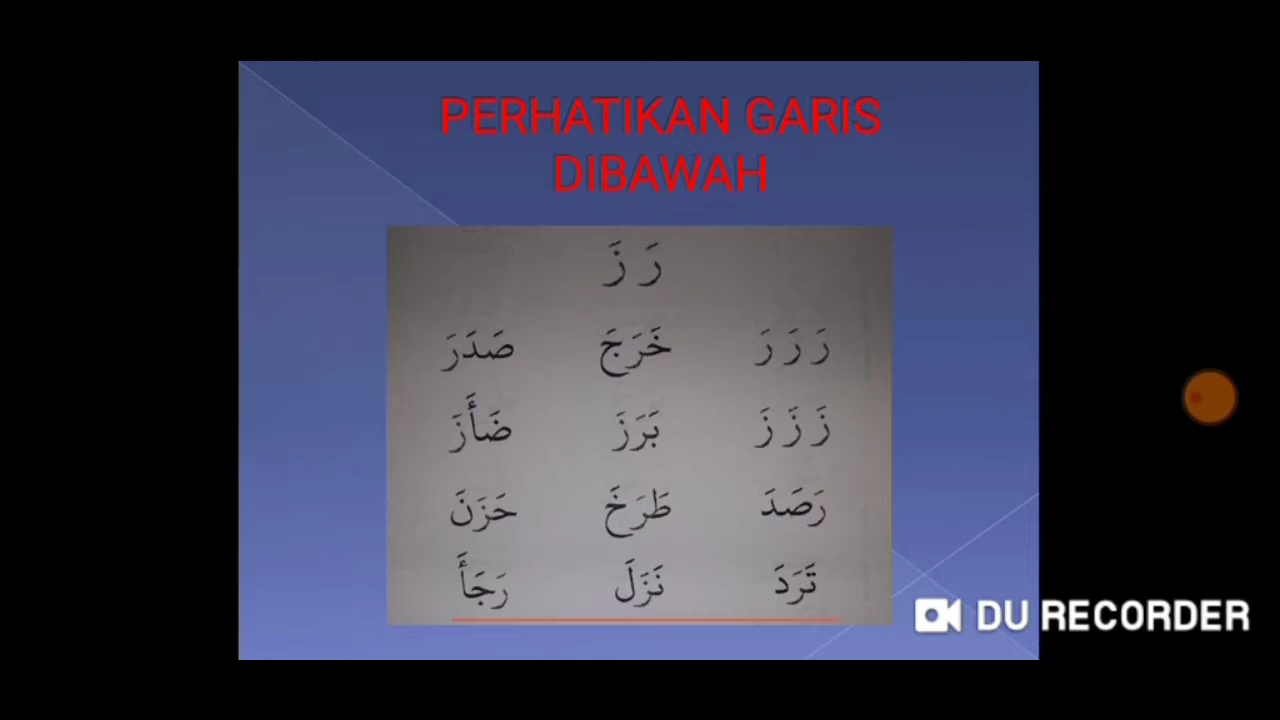 PERHATIKAN GARIS
DIBAWAH
رَ زَ
رَ رَ رَ خَرَجَ صَدَرَ
زَ زَ زَ بَرَزَ ضَأَزَ
رَصَدَ طَرَخَ حَزَنَ
تَرَدَ نَزَلَ رَجَأَ
DU RECORDER